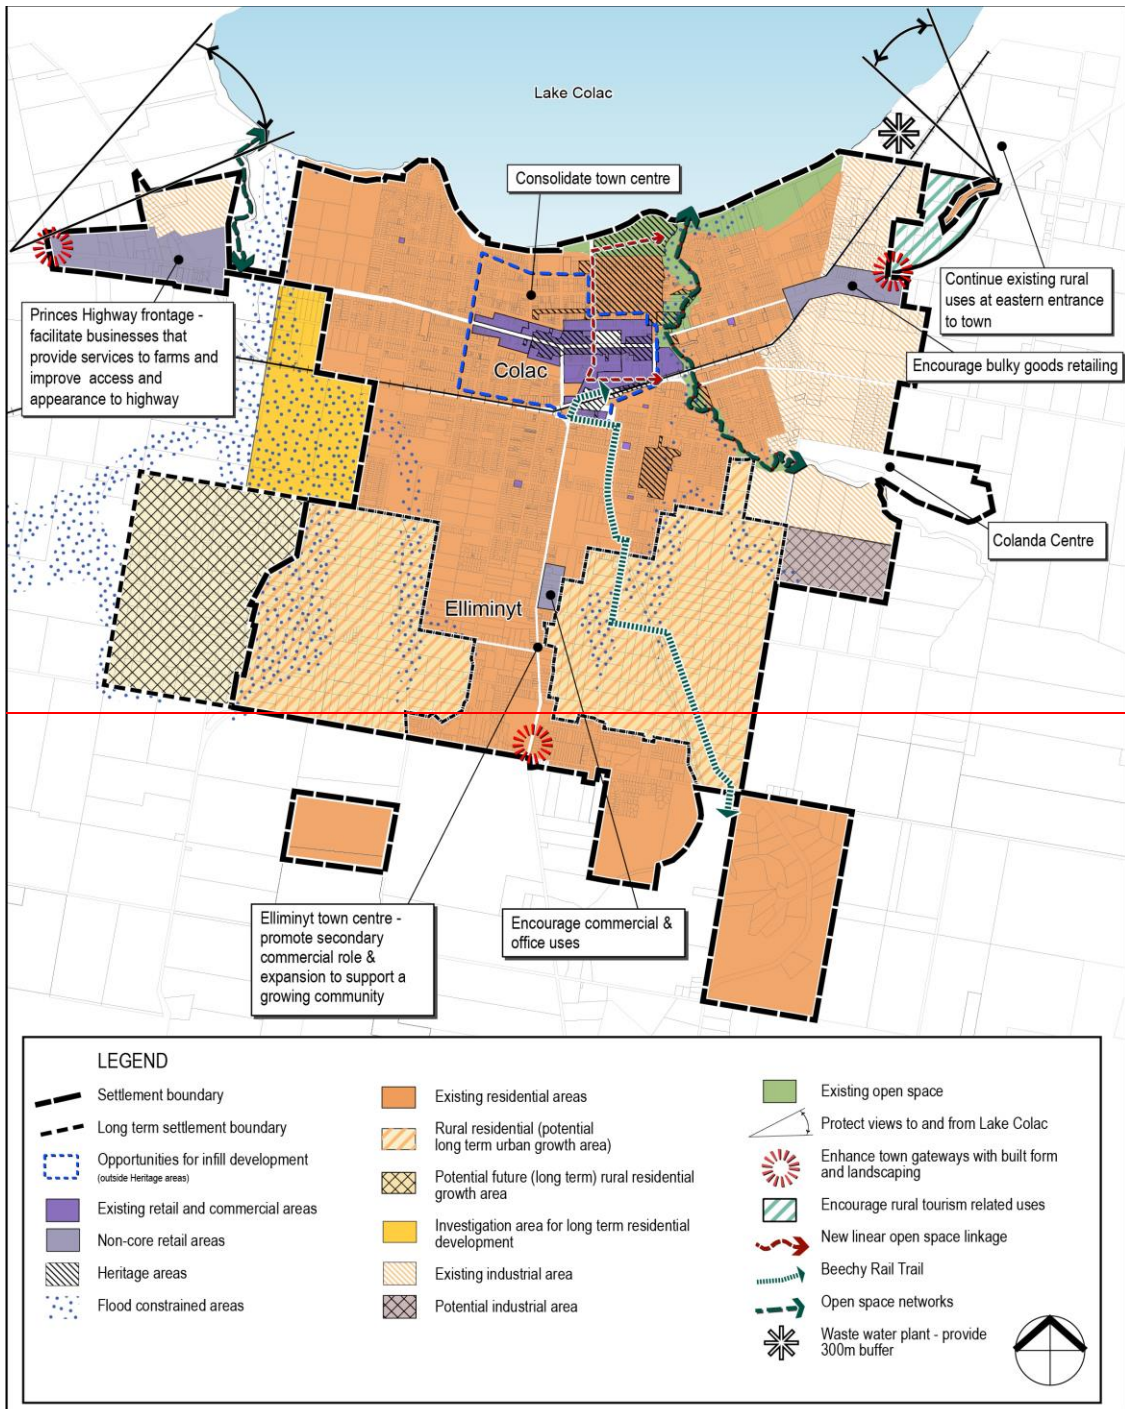 Lake Colac
Consolidate town centre
Continue existing rural
uses at eastern entrance
to town
Princes Highway frontage -
facilitate businesses that
provide services to farms and
improve access and
appearance to highway
Encourage bulky goods retailing
Colac
Colanda Centre
Elliminyt
Elliminyt town centre -
promote secondary
commercial role &
expansion to support a
growing community
Encourage commercial &
office uses
LEGEND
Settlement boundary
Long term settlement boundary
Opportunities for infill development
(outside Heritage areas)
Existing retail and commercial areas
Non-core retail areas
Heritage areas
Flood constrained areas
Existing residential areas
Rural residential (potential
long term urban growth area)
Potential future (long term) rural residential
growth area
Investigation area for long term residential
development
Existing industrial area
Potential industrial area
Existing open space
Protect views to and from Lake Colac
Enhance town gateways with built form
and landscaping
Encourage rural tourism related uses
New linear open space linkage
Beechy Rail Trail
Open space networks
Waste water plant - provide
300m buffer